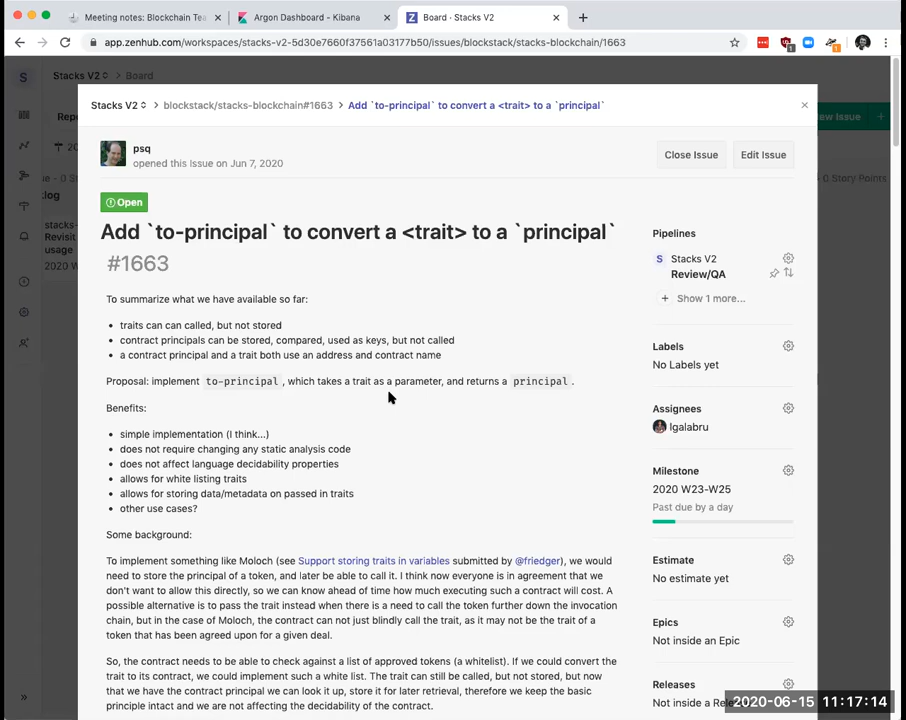 Meeting notes: Blockchain Tea
Argon Dashboard - Kibana
Board - Stacks V2
app.zenhub.com/workspaces/stacks-v2-5d30e7660f37561a03177b50/issues/blockstack/stacks-blockchain/1663
S
Stacks V2
Board
Stacks V2 > blockstack/stacks-blockchain#1663 > Add `to-principal` to convert a <trait> to a `principal`
Repo
ew Issue
psq
opened this Issue on Jun 7, 2020
Close Issue
Edit Issue
0 Story Points
Open
Add `to-principal` to convert a <trait> to a `principal`
#1663
stacks-
Revisit
usage
2020 W
To summarize what we have available so far:
• traits can can called, but not stored
• contract principals can be stored, compared, used as keys, but not called
• a contract principal and a trait both use an address and contract name
Proposal: implement to-principal, which takes a trait as a parameter, and returns a principal.
Benefits:
• simple implementation (I think...)
• does not require changing any static analysis code
• does not affect language decidability properties
• allows for white listing traits
• allows for storing data/metadata on passed in traits
• other use cases?
Some background:
To implement something like Moloch (see Support storing traits in variables submitted by @friedger), we would
need to store the principal of a token, and later be able to call it. I think now everyone is in agreement that we
don't want to allow this directly, so we can know ahead of time how much executing such a contract will cost. A
possible alternative is to pass the trait instead when there is a need to call the token further down the invocation
chain, but in the case of Moloch, the contract can not just blindly call the trait, as it may not be the trait of a
token that has been agreed upon for a given deal.
So, the contract needs to be able to check against a list of approved tokens (a whitelist). If we could convert the
trait to its contract, we could implement such a white list. The trait can still be called, but not stored, but now
that we have the contract principal we can look it up, store it for later retrieval, therefore we keep the basic
principle intact and we are not affecting the decidability of the contract.
Pipelines
S Stacks V2
Review/QA
+ Show 1 more...
Labels
No Labels yet
Assignees
lgalabru
Milestone
2020 W23-W25
Past due by a day
Estimate
No estimate yet
Epics
Not inside an Epic
Releases
Not inside a Rele
2020-06-15 11:17:14